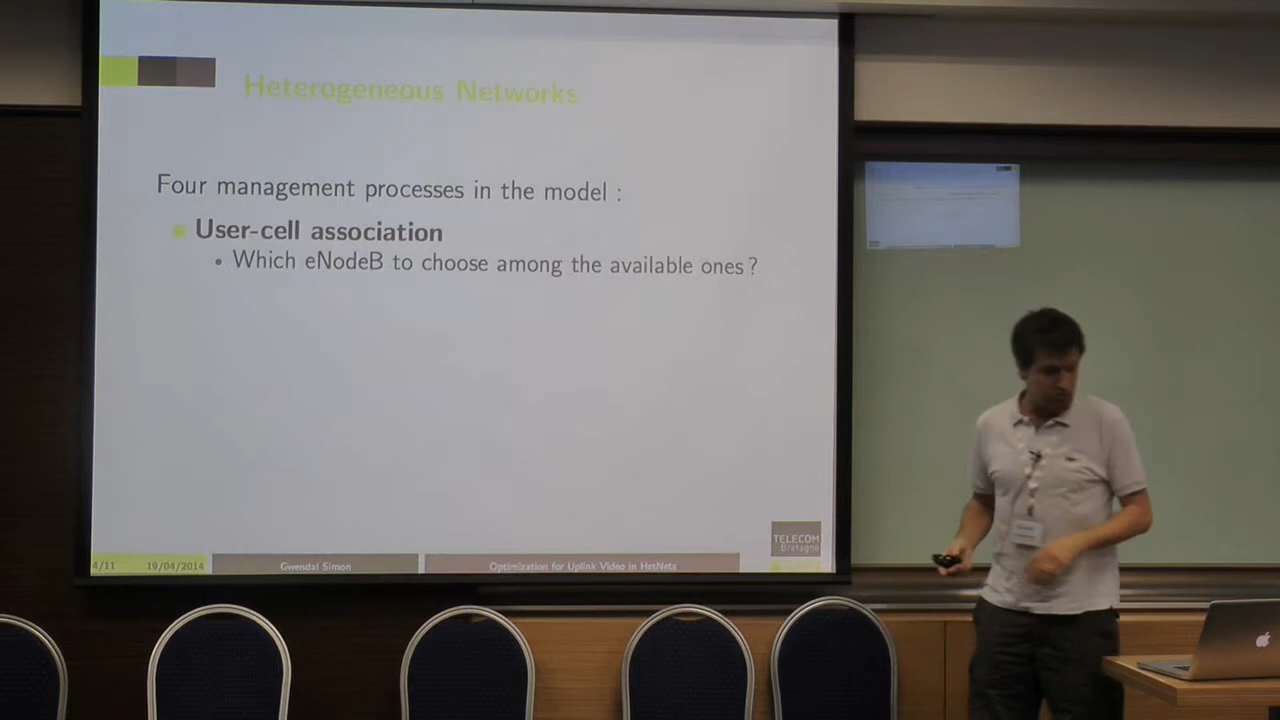 Heterogeneous Networks
Four management processes in the model :
User-cell association
• Which eNodeB to choose among the available ones ?
TELECOM
Bretagne
4/11 19/04/2014 Gwendal Simon Optimization for Uplink Video in HetNets